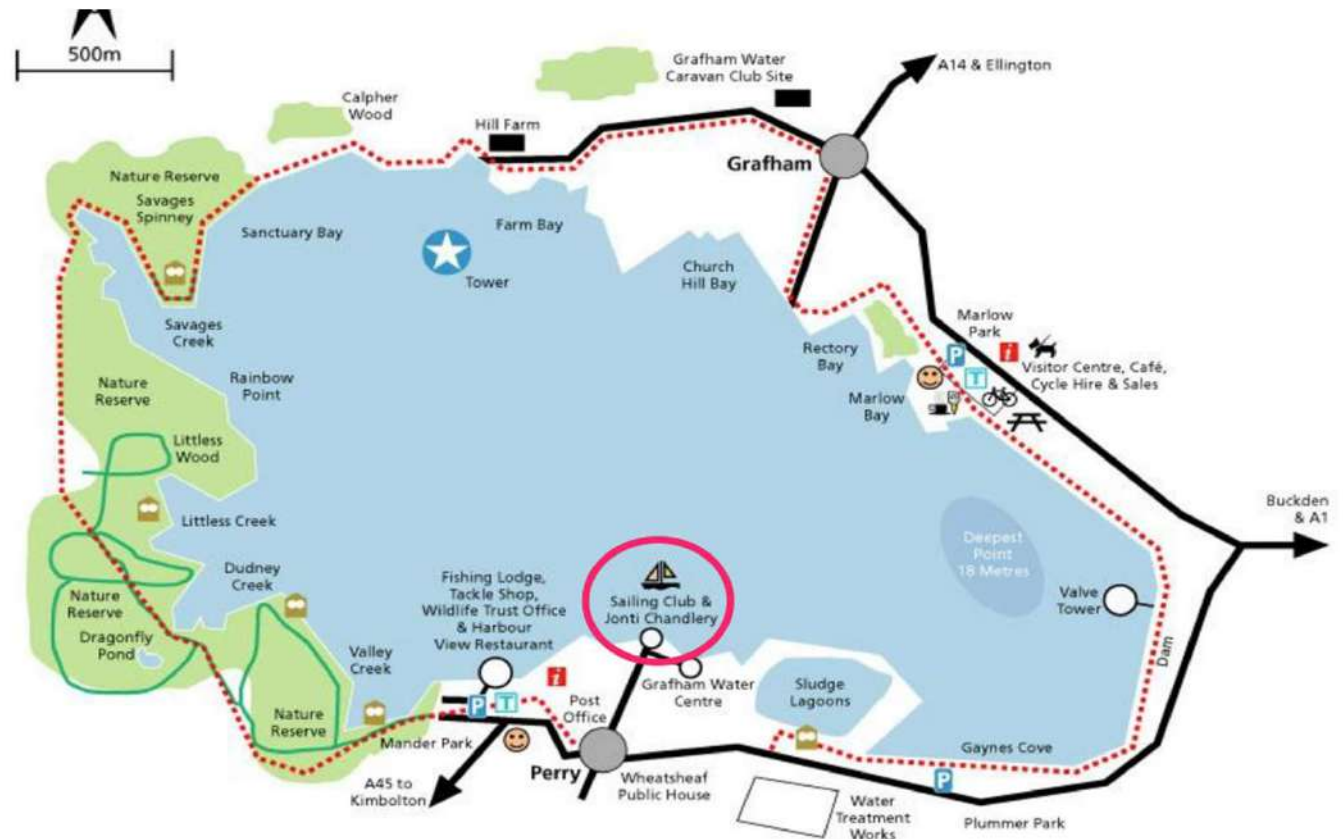 500m
Grafham Water
Caravan Club Site
A14 & Ellington
Calpher
Wood
Hill Farm
Grafham
Nature Reserve
Savages
Spinney
Sanctuary Bay
Farm Bay
Tower
Church
Hill Bay
Savages
Creek
Rainbow
Point
Nature
Reserve
Rectory
Bay
Marlow
Park
P
i
Visitor Centre, Café,
Cycle Hire & Sales
T
Marlow
Bay
Littless
Wood
Littless Creek
Buckden
& A1
Deepest
Point
18 Metres
Dudney
Creek
Fishing Lodge,
Tackle Shop,
Wildlife Trust Office
& Harbour
View Restaurant
Sailing Club &
Jonti Chandlery
Valve
Tower
Nature
Reserve
Dragonfly
Pond
Valley
Creek
i
Dam
Grafham Water
Centre
Sludge
Lagoons
P
T
Post
Office
Nature
Reserve
Mander Park
Gaynes Cove
Perry
Wheatsheaf
Public House
P
A45 to
Kimbolton
Water
Treatment
Works
Plummer Park